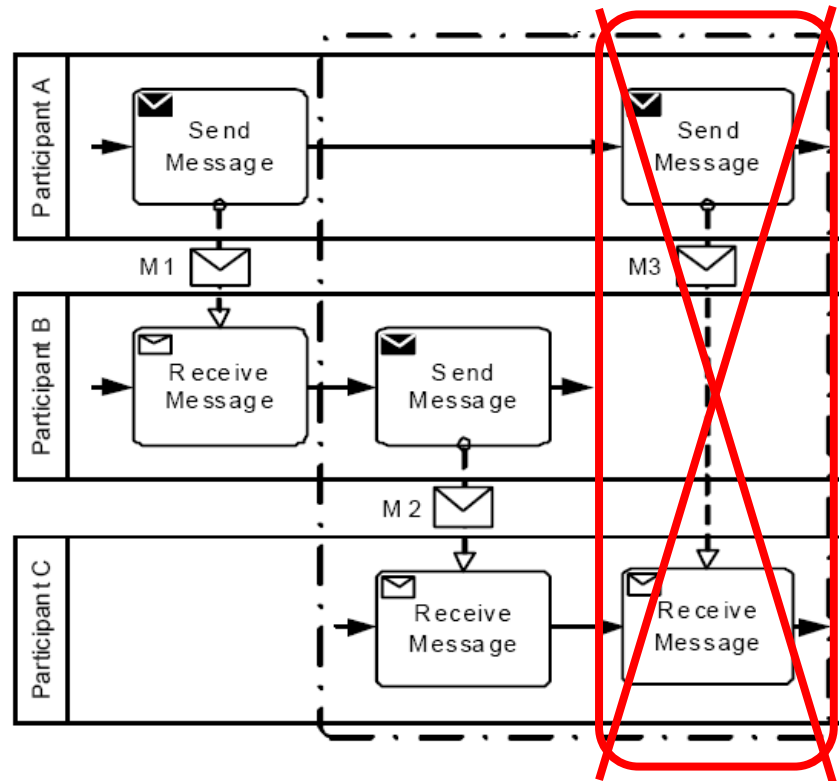 Participant A
Send
Message
Send
Message
M1
M3
Participant B
Receive
Message
Send
Message
M2
Participant C
Receive
Message
Receive
Message